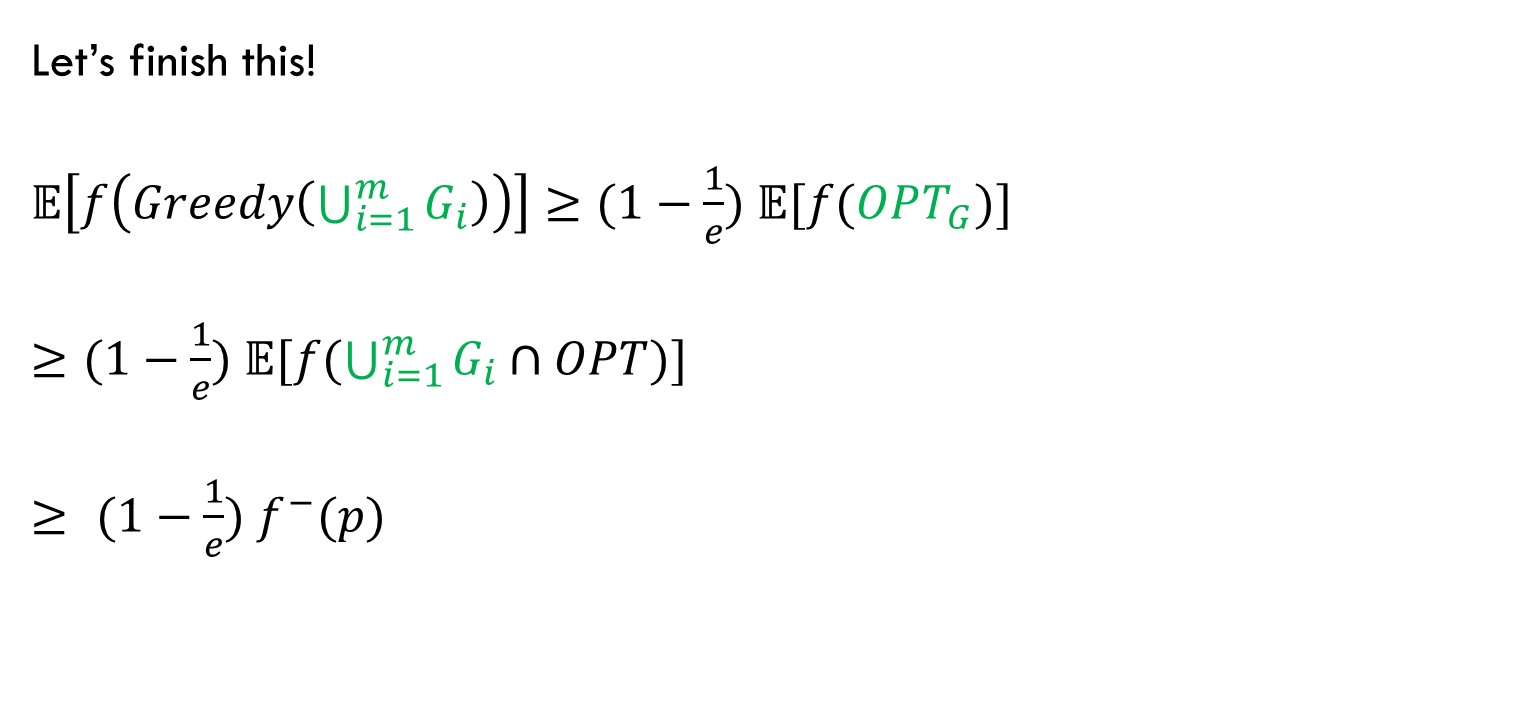 Let's finish this!
𝔼[f(Greedy(⋃ᵢ₌₁ᵐ Gᵢ))] ≥ (1 − 1/e) 𝔼[f(OPT_G)]
≥ (1 − 1/e) 𝔼[f(⋃ᵢ₌₁ᵐ Gᵢ ∩ OPT)]
≥ (1 − 1/e) f⁻(p)